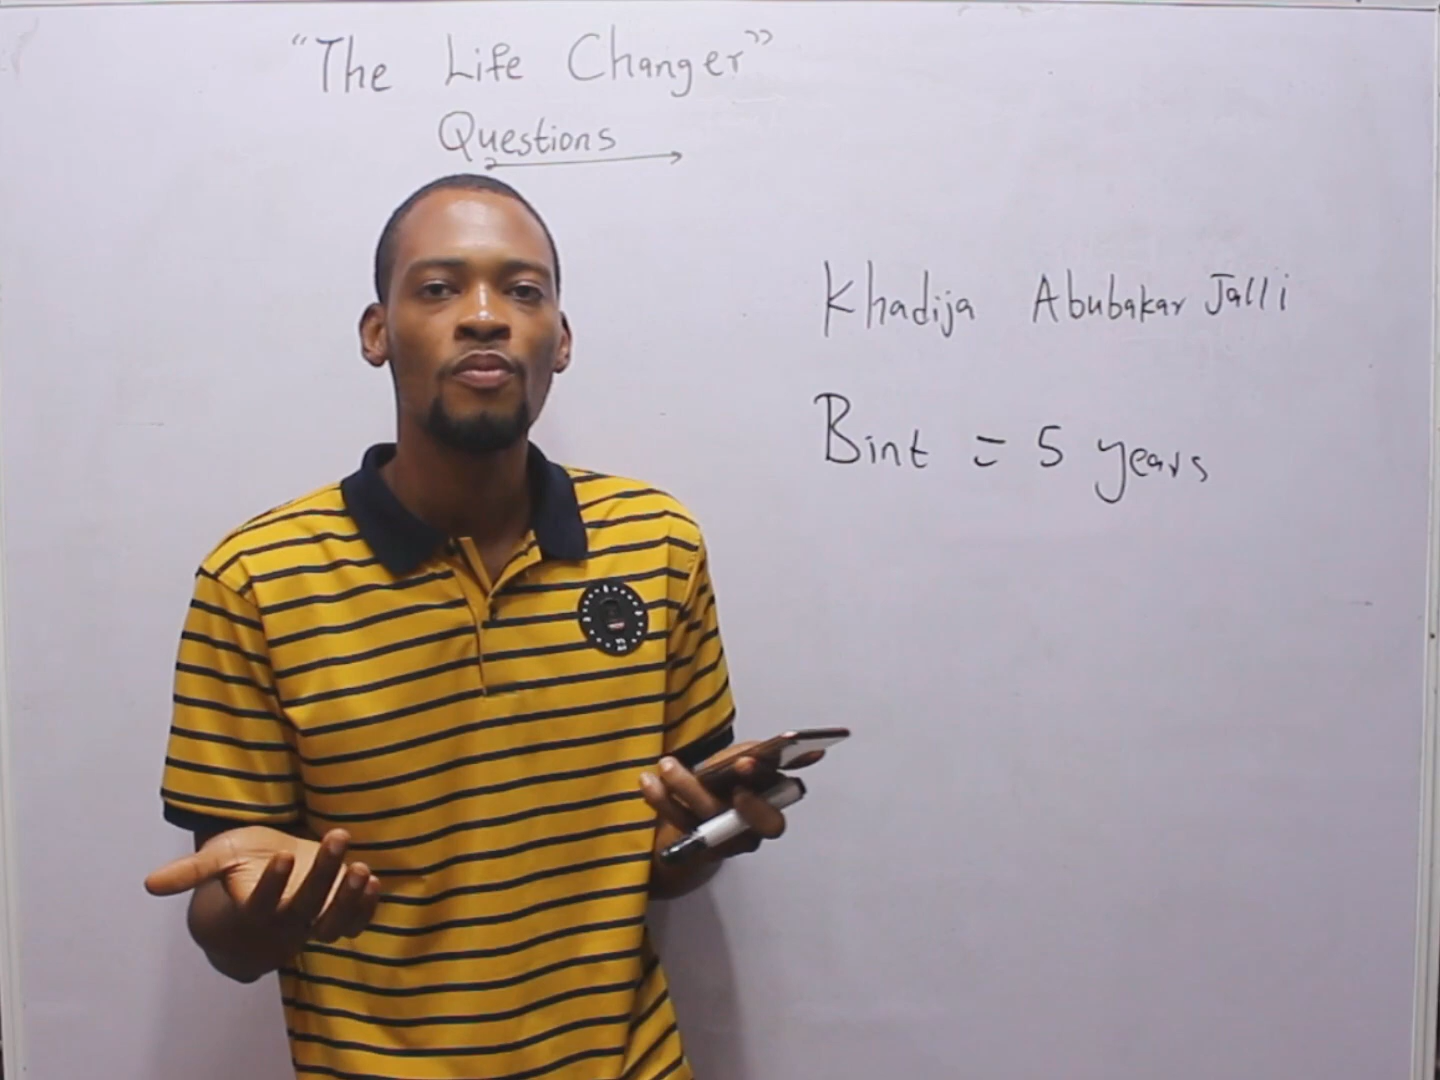 "The Life Changer"
Questions
Khadija Abubakar Jalli
Bint = 5 years